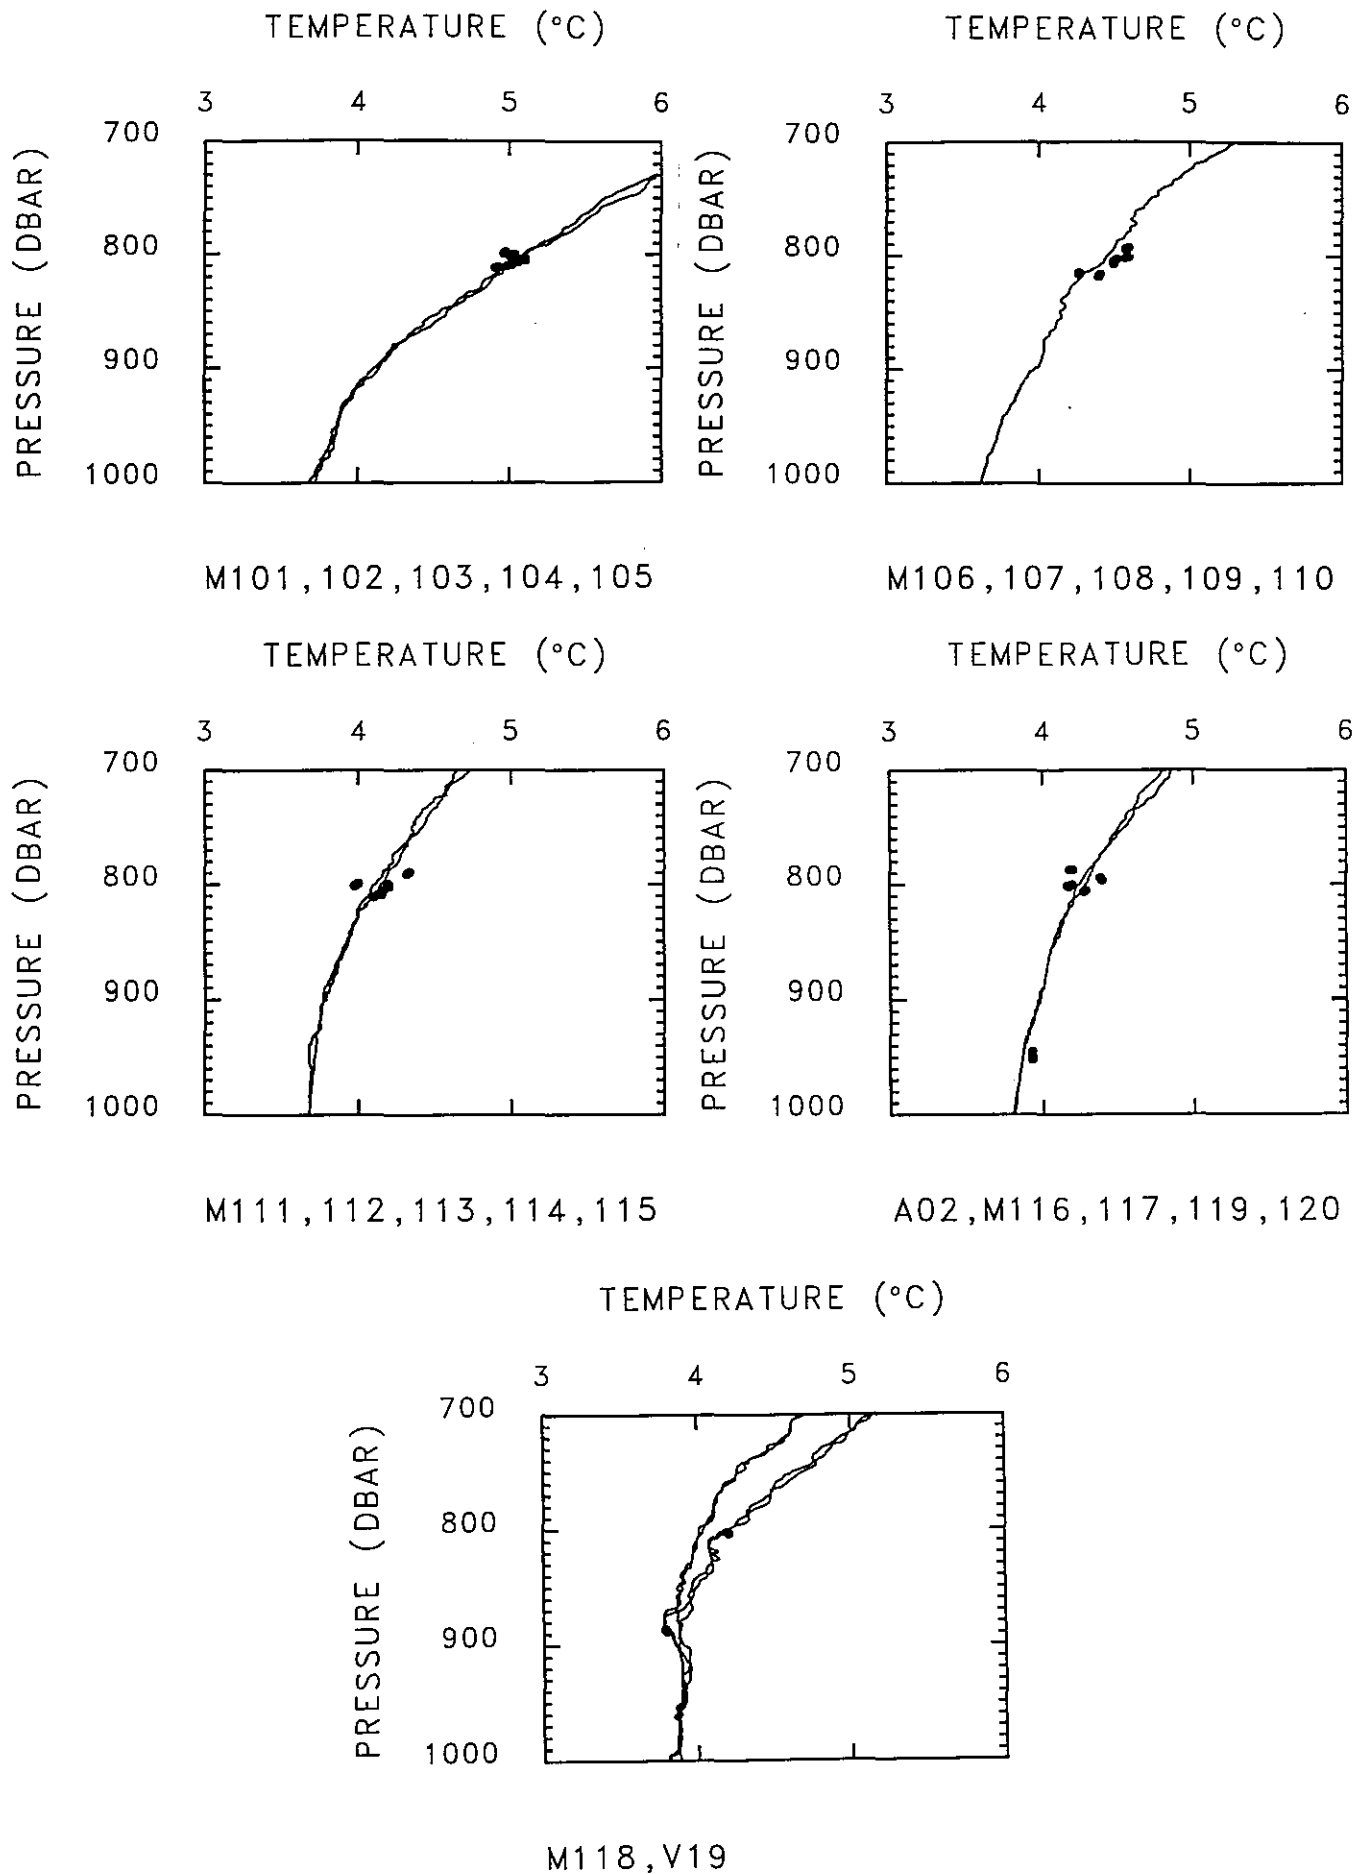 TEMPERATURE (°C)
3 4 5 6
PRESSURE (DBAR)
700
800
900
1000
M101,102,103,104,105
TEMPERATURE (°C)
3 4 5 6
PRESSURE (DBAR)
700
800
900
1000
M106,107,108,109,110
TEMPERATURE (°C)
3 4 5 6
PRESSURE (DBAR)
700
800
900
1000
M111,112,113,114,115
TEMPERATURE (°C)
3 4 5 6
PRESSURE (DBAR)
700
800
900
1000
A02,M116,117,119,120
TEMPERATURE (°C)
3 4 5 6
PRESSURE (DBAR)
700
800
900
1000
M118,V19